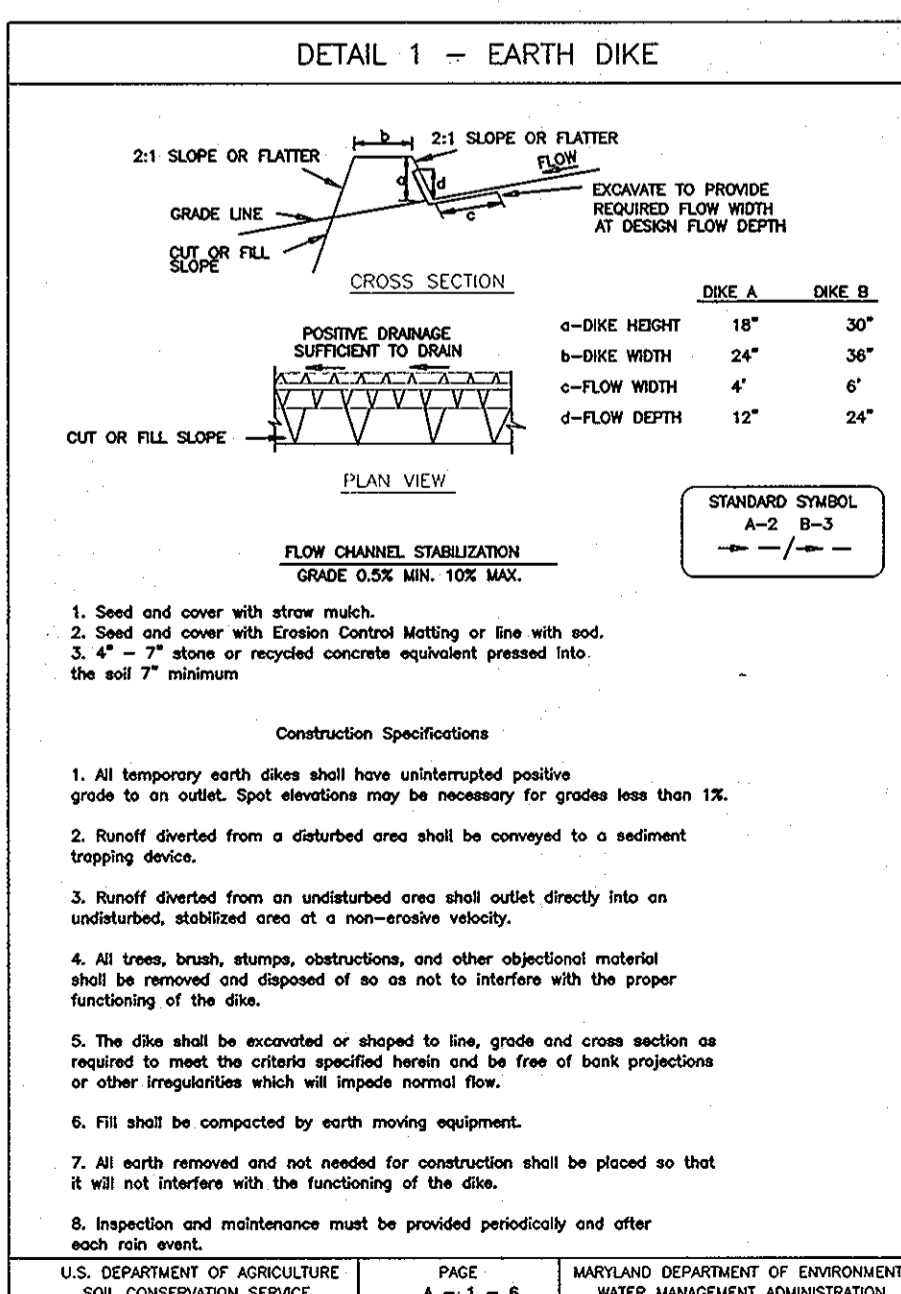 DETAIL 1 – EARTH DIKE
b
2:1 SLOPE OR FLATTER
2:1 SLOPE OR FLATTER
FLOW
a
d
c
GRADE LINE
CUT OR FILL
SLOPE
EXCAVATE TO PROVIDE
REQUIRED FLOW WIDTH
AT DESIGN FLOW DEPTH
CROSS SECTION
DIKE A DIKE B
a-DIKE HEIGHT 18" 30"
b-DIKE WIDTH 24" 36"
c-FLOW WIDTH 4' 6'
d-FLOW DEPTH 12" 24"
POSITIVE DRAINAGE
SUFFICIENT TO DRAIN
CUT OR FILL SLOPE
PLAN VIEW
STANDARD SYMBOL
A-2 B-3
FLOW CHANNEL STABILIZATION
GRADE 0.5% MIN. 10% MAX.
1. Seed and cover with straw mulch.
2. Seed and cover with Erosion Control Matting or line with sod.
3. 4" – 7" stone or recycled concrete equivalent pressed into
the soil 7" minimum
Construction Specifications
1. All temporary earth dikes shall have uninterrupted positive
grade to an outlet. Spot elevations may be necessary for grades less than 1%.
2. Runoff diverted from a disturbed area shall be conveyed to a sediment
trapping device.
3. Runoff diverted from an undisturbed area shall outlet directly into an
undisturbed, stabilized area at a non-erosive velocity.
4. All trees, brush, stumps, obstructions, and other objectional material
shall be removed and disposed of so as not to interfere with the proper
functioning of the dike.
5. The dike shall be excavated or shaped to line, grade and cross section as
required to meet the criteria specified herein and be free of bank projections
or other irregularities which will impede normal flow.
6. Fill shall be compacted by earth moving equipment.
7. All earth removed and not needed for construction shall be placed so that
it will not interfere with the functioning of the dike.
8. Inspection and maintenance must be provided periodically and after
each rain event.
U.S. DEPARTMENT OF AGRICULTURE
SOIL CONSERVATION SERVICE
PAGE
A - 1 - 6
MARYLAND DEPARTMENT OF ENVIRONMENT
WATER MANAGEMENT ADMINISTRATION